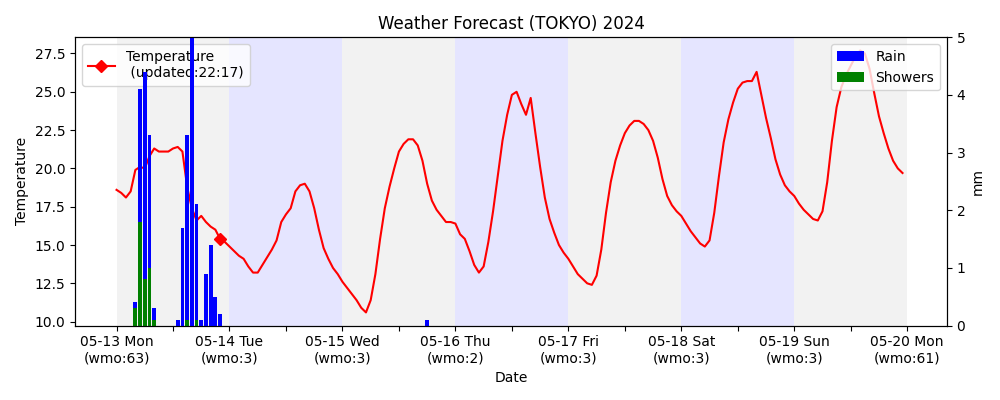 Weather Forecast (TOKYO) 2024
Temperature
(updated:22:17)
Rain
Showers
Temperature
27.5
25.0
22.5
20.0
17.5
15.0
12.5
10.0
5
4
3
2
1
0
mm
05-13 Mon
(wmo:63)
05-14 Tue
(wmo:3)
05-15 Wed
(wmo:3)
05-16 Thu
(wmo:2)
05-17 Fri
(wmo:3)
05-18 Sat
(wmo:3)
05-19 Sun
(wmo:3)
05-20 Mon
(wmo:61)
Date